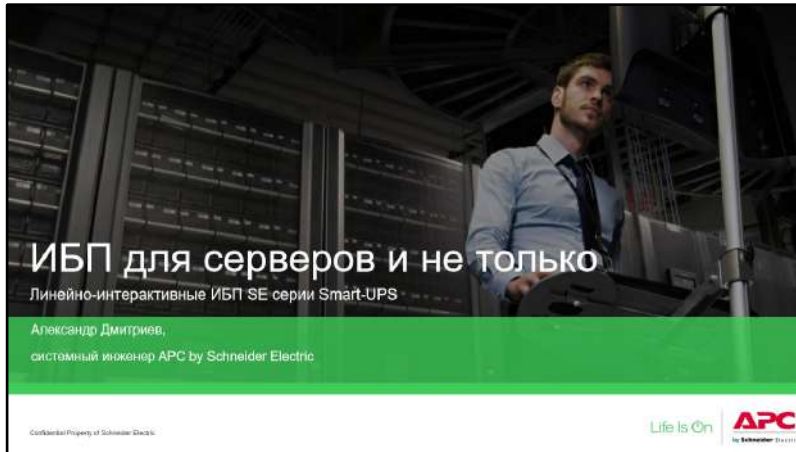 ИБП для серверов и не только
Линейно-интерактивные ИБП SE серии Smart-UPS
Александр Дмитриев,
системный инженер APC by Schneider Electric
Confidential Property of Schneider Electric
Life Is On
APC
by Schneider Electric